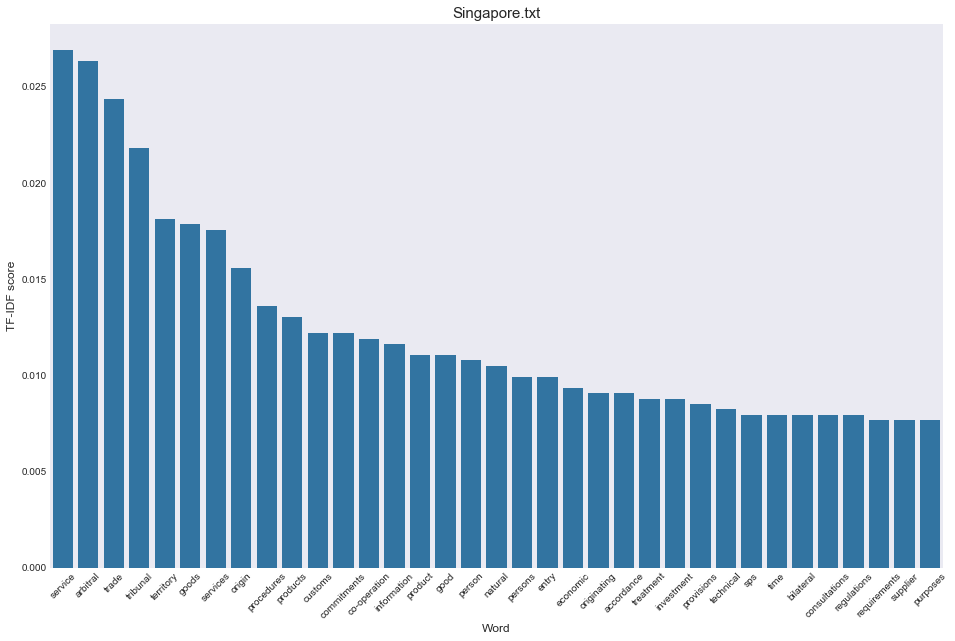 Singapore.txt
TF-IDF score
0.025
0.020
0.015
0.010
0.005
0.000
service
arbitral
trade
tribunal
territory
goods
services
origin
procedures
products
customs
commitments
co-operation
information
product
good
person
natural
persons
entry
economic
originating
accordance
treatment
investment
provisions
technical
sps
time
bilateral
consultations
regulations
requirements
supplier
purposes
Word